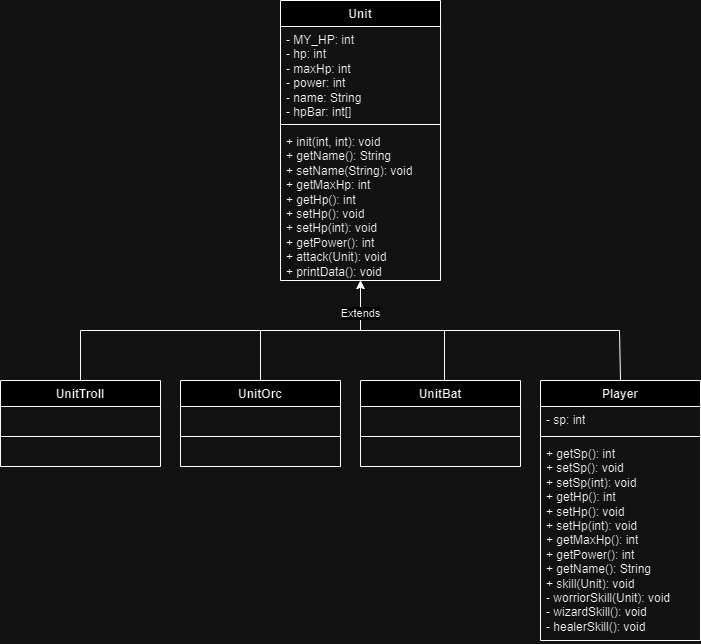 Unit
- MY_HP: int
- hp: int
- maxHp: int
- power: int
- name: String
- hpBar: int[]
+ init(int, int): void
+ getName(): String
+ setName(String): void
+ getMaxHp: int
+ getHp(): int
+ setHp(): void
+ setHp(int): void
+ getPower(): int
+ attack(Unit): void
+ printData(): void
Extends
UnitTroll
UnitOrc
UnitBat
Player
- sp: int
+ getSp(): int
+ setSp(): void
+ setSp(int): void
+ getHp(): int
+ setHp(): void
+ setHp(int): void
+ getMaxHp(): int
+ getPower(): int
+ getName(): String
+ skill(Unit): void
- worriorSkill(Unit): void
- wizardSkill(): void
- healerSkill(): void